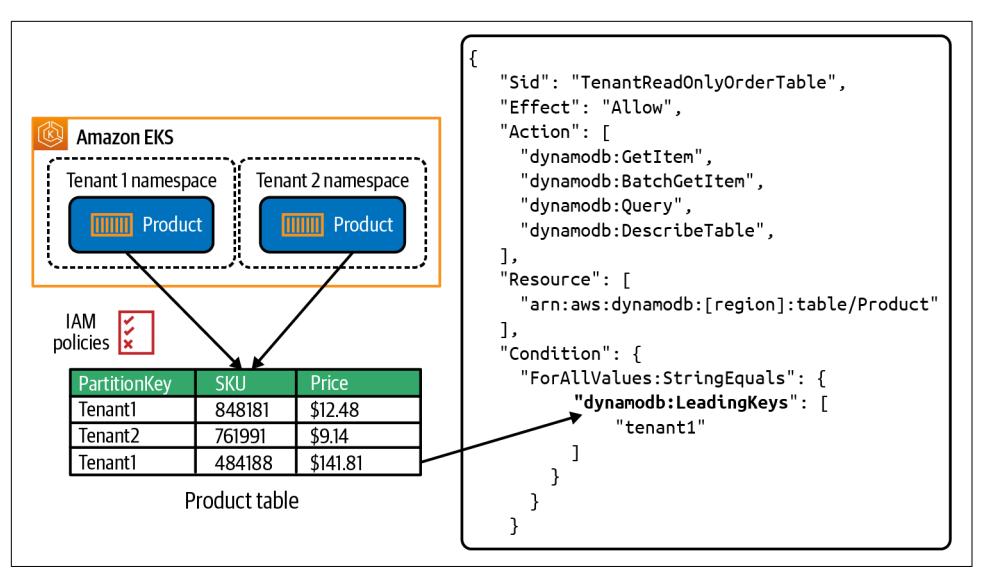 Amazon EKS
Tenant 1 namespace
Product
Tenant 2 namespace
Product
IAM
policies
PartitionKey SKU Price
Tenant1 848181 $12.48
Tenant2 761991 $9.14
Tenant1 484188 $141.81
Product table
{
"Sid": "TenantReadOnlyOrderTable",
"Effect": "Allow",
"Action": [
"dynamodb:GetItem",
"dynamodb:BatchGetItem",
"dynamodb:Query",
"dynamodb:DescribeTable",
],
"Resource": [
"arn:aws:dynamodb:[region]:table/Product"
],
"Condition": {
"ForAllValues:StringEquals": {
"dynamodb:LeadingKeys": [
"tenant1"
]
}
}
}